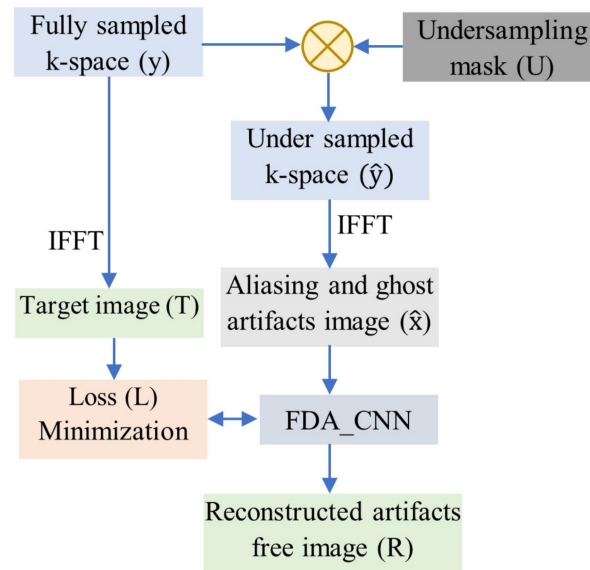 Fully sampled
k-space (y)
Undersampling
mask (U)
Under sampled
k-space (ŷ)
IFFT
IFFT
Target image (T)
Aliasing and ghost
artifacts image (x̂)
Loss (L)
Minimization
FDA_CNN
Reconstructed artifacts
free image (R)